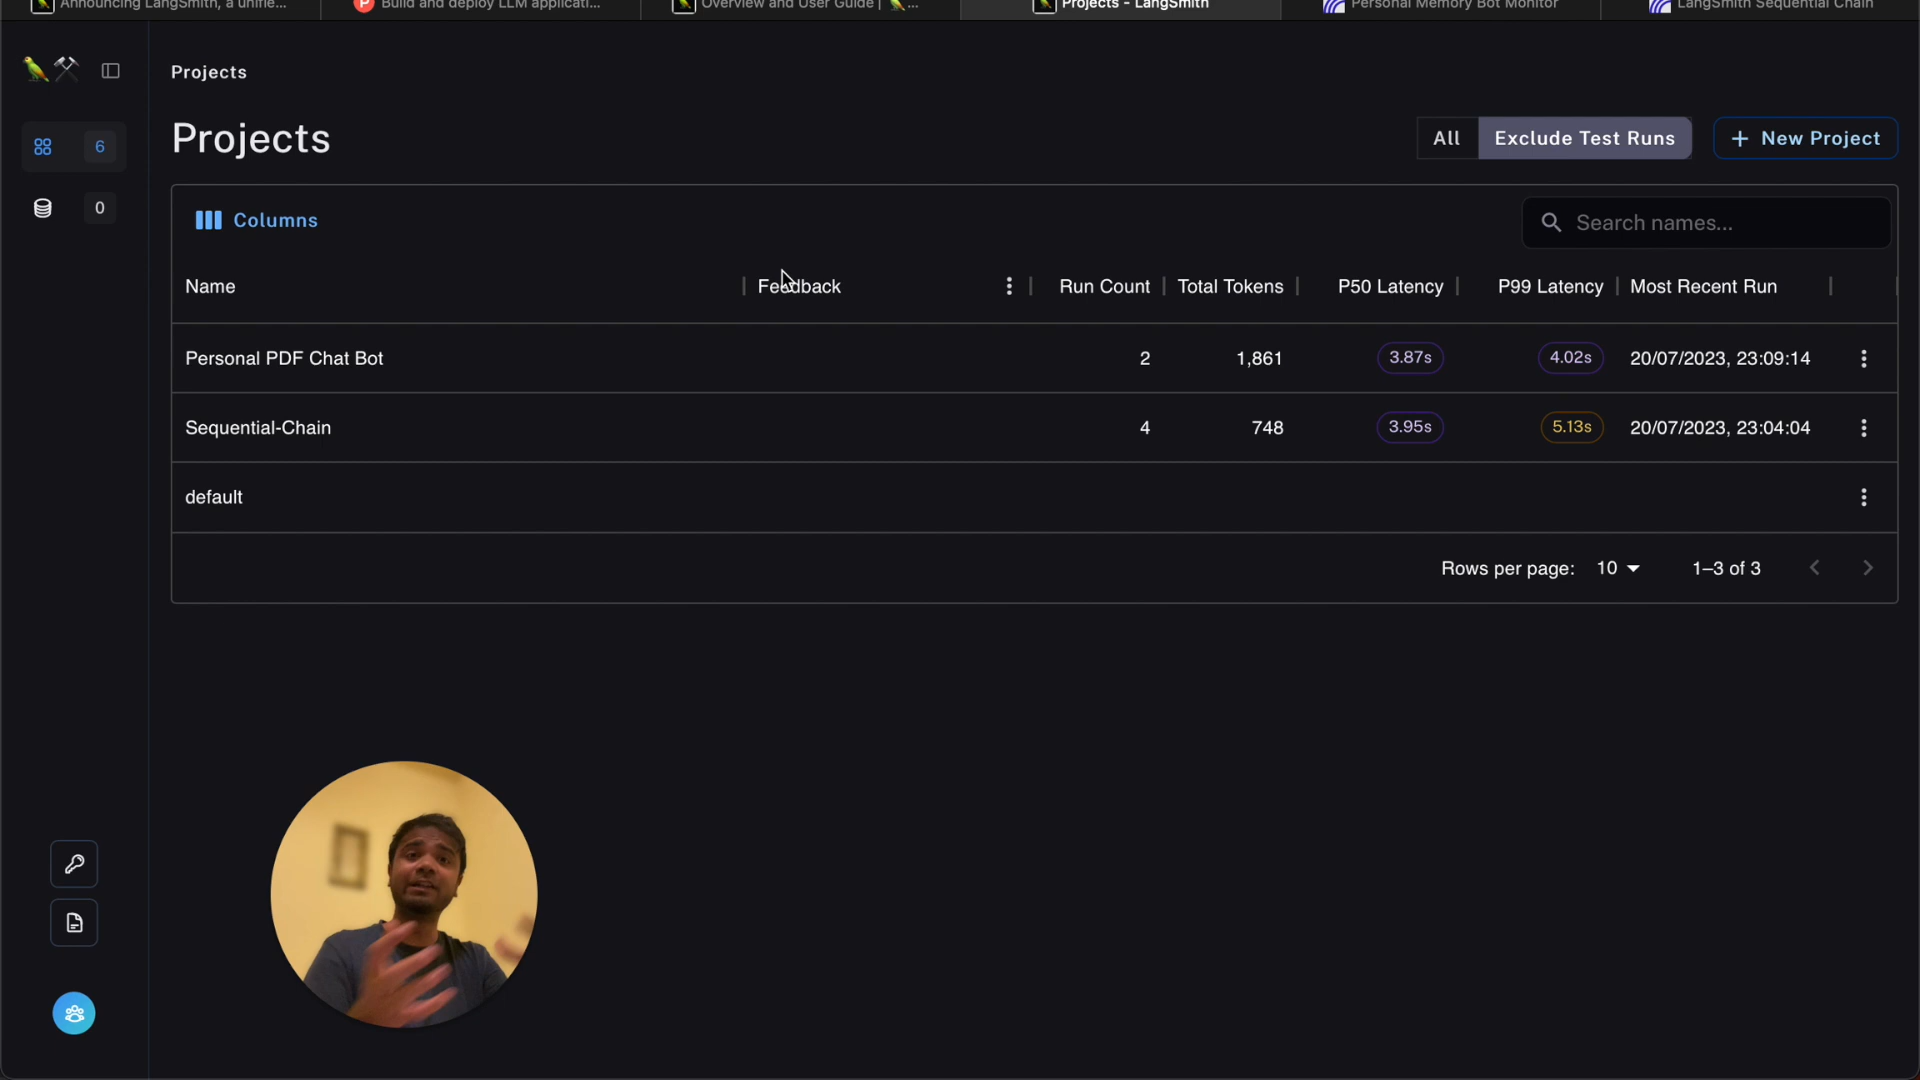 Announcing LangSmith, a unifie...
Build and deploy LLM applicati...
Overview and User Guide | 🦜...
Projects - LangSmith
Personal Memory Bot Monitor
LangSmith Sequential Chain
Projects
6
0
Projects
All
Exclude Test Runs
+ New Project
Columns
Search names...
Name
Feedback
Run Count
Total Tokens
P50 Latency
P99 Latency
Most Recent Run
Personal PDF Chat Bot
2
1,861
3.87s
4.02s
20/07/2023, 23:09:14
Sequential-Chain
4
748
3.95s
5.13s
20/07/2023, 23:04:04
default
Rows per page:
10
1–3 of 3